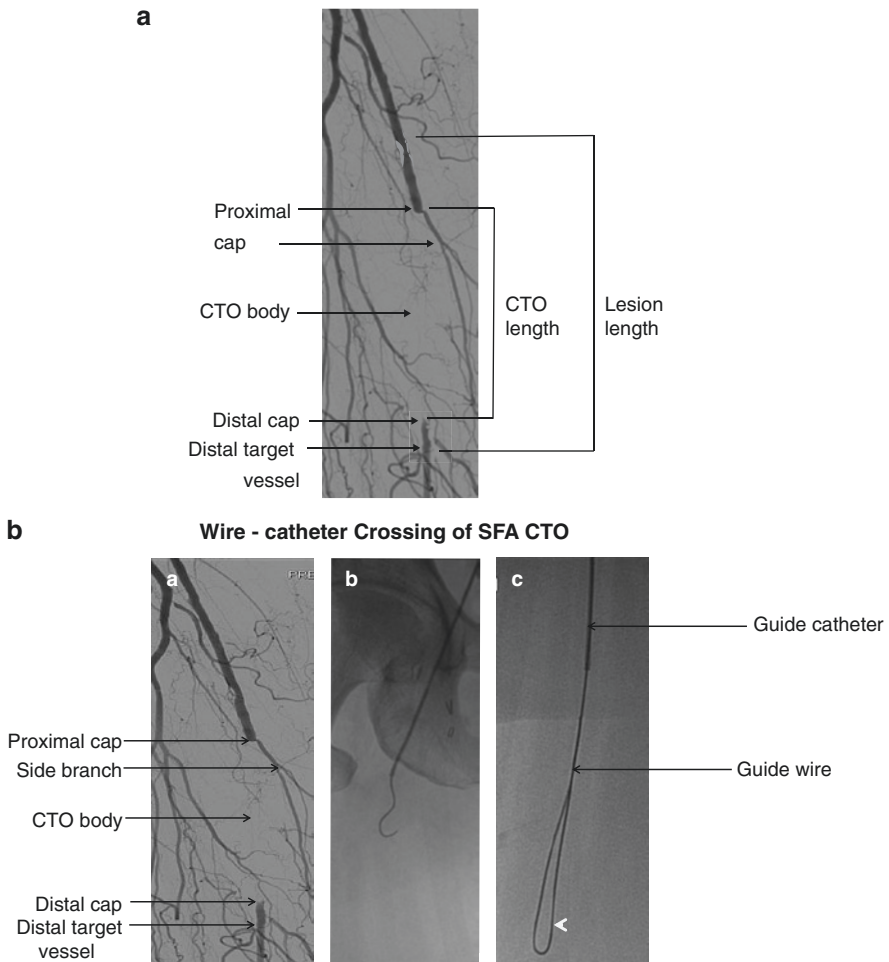 a
Proximal
cap
CTO body
CTO
length
Lesion
length
Distal cap
Distal target
vessel
b
Wire - catheter Crossing of SFA CTO
a
PRE
b
c
Guide catheter
Proximal cap
Side branch
Guide wire
CTO body
Distal cap
Distal target
vessel